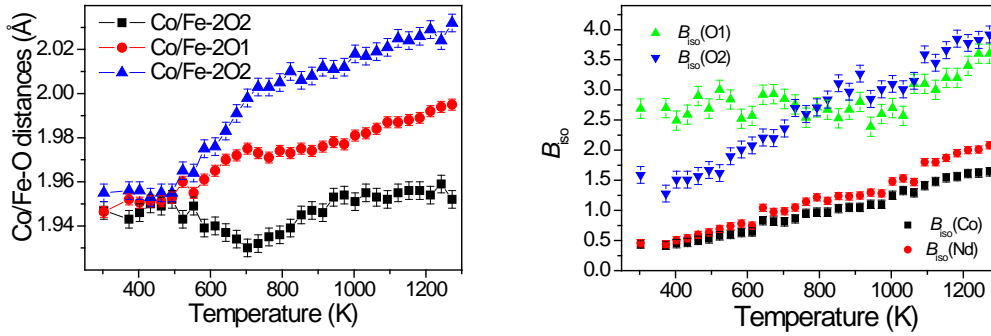 Co/Fe-O distances (Å)
2.02
2.00
1.98
1.96
1.94
Co/Fe-2O2
Co/Fe-2O1
Co/Fe-2O2
400 600 800 1000 1200
Temperature (K)
Biso
4.0
3.5
3.0
2.5
2.0
1.5
1.0
0.5
0.0
Biso(O1)
Biso(O2)
Biso(Co)
Biso(Nd)
400 600 800 1000 1200
Temperature (K)